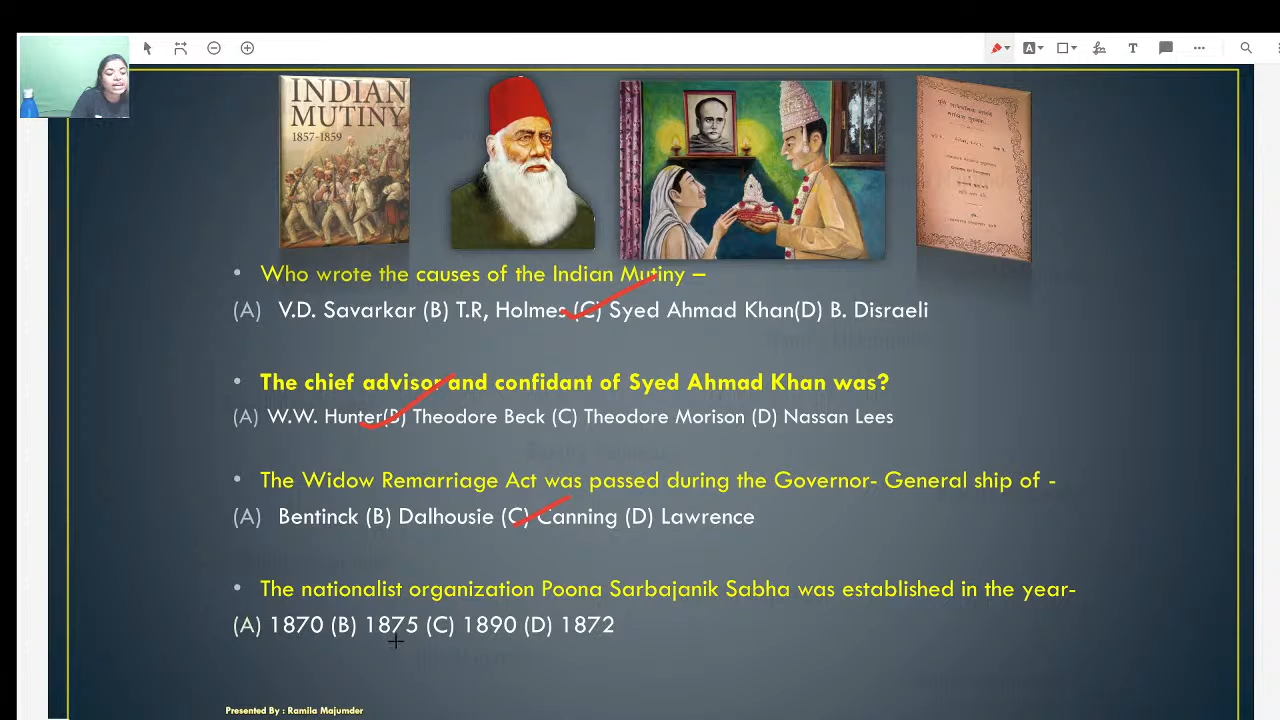 INDIAN
MUTINY
1857-1859
• Who wrote the causes of the Indian Mutiny –
(A) V.D. Savarkar (B) T.R, Holmes (C) Syed Ahmad Khan(D) B. Disraeli
• The chief advisor and confidant of Syed Ahmad Khan was?
(A) W.W. Hunter(B) Theodore Beck (C) Theodore Morison (D) Nassan Lees
• The Widow Remarriage Act was passed during the Governor- General ship of -
(A) Bentinck (B) Dalhousie (C) Canning (D) Lawrence
• The nationalist organization Poona Sarbajanik Sabha was established in the year-
(A) 1870 (B) 1875 (C) 1890 (D) 1872
Presented By : Ramila Majumder